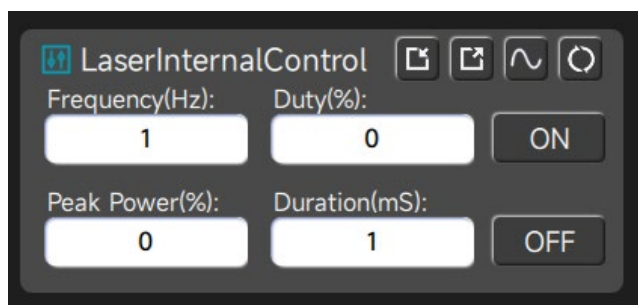 LaserInternalControl
Frequency(Hz): Duty(%):
1 0 ON
Peak Power(%): Duration(mS):
0 1 OFF